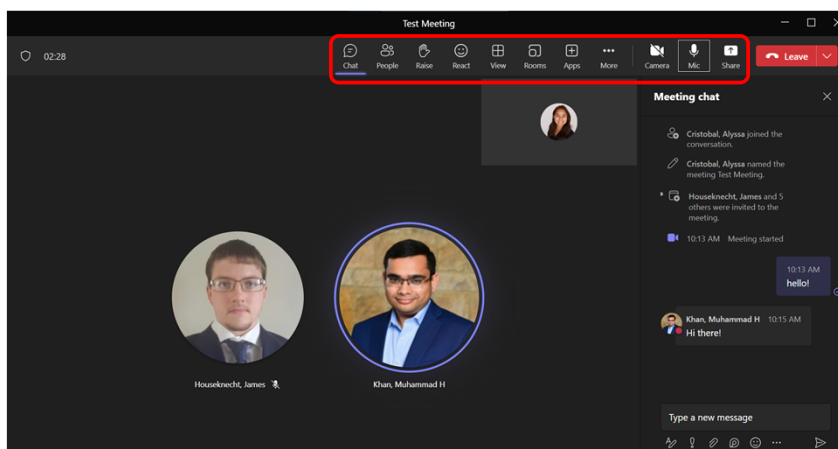 Test Meeting
02:28
Chat People Raise React View Rooms Apps More Camera Mic Share Leave
Meeting chat
Cristobal, Alyssa joined the
conversation.
Cristobal, Alyssa named the
meeting Test Meeting.
Houseknecht, James and 5
others were invited to the
meeting.
10:13 AM Meeting started
10:13 AM
hello!
Khan, Muhammad H 10:15 AM
Hi there!
Houseknecht, James
Khan, Muhammad H
Type a new message